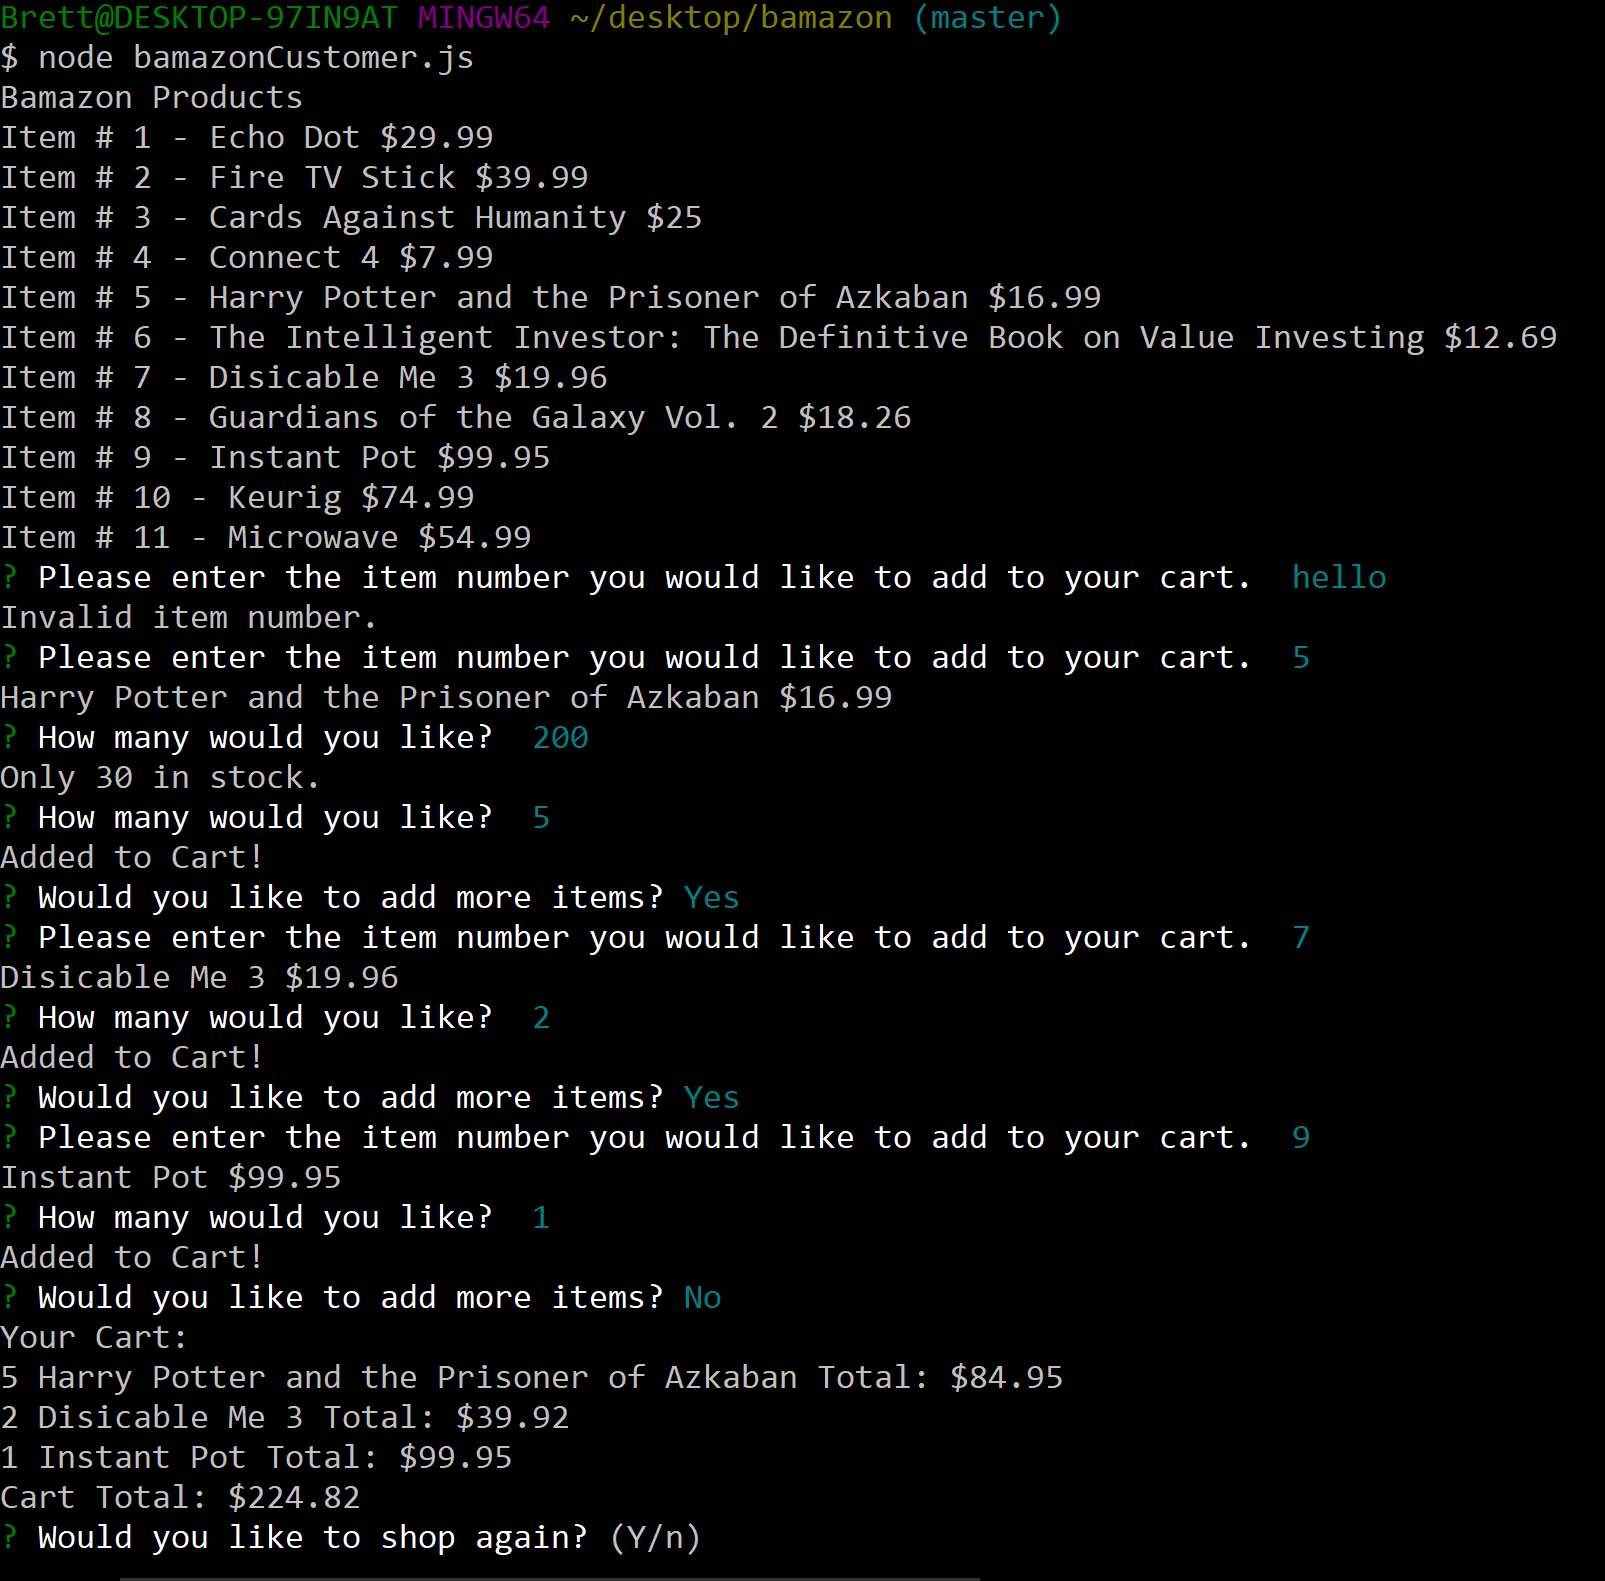 Brett@DESKTOP-97IN9AT MINGW64 ~/desktop/bamazon (master)
$ node bamazonCustomer.js
Bamazon Products
Item # 1 - Echo Dot $29.99
Item # 2 - Fire TV Stick $39.99
Item # 3 - Cards Against Humanity $25
Item # 4 - Connect 4 $7.99
Item # 5 - Harry Potter and the Prisoner of Azkaban $16.99
Item # 6 - The Intelligent Investor: The Definitive Book on Value Investing $12.69
Item # 7 - Disicable Me 3 $19.96
Item # 8 - Guardians of the Galaxy Vol. 2 $18.26
Item # 9 - Instant Pot $99.95
Item # 10 - Keurig $74.99
Item # 11 - Microwave $54.99
? Please enter the item number you would like to add to your cart.  hello
Invalid item number.
? Please enter the item number you would like to add to your cart.  5
Harry Potter and the Prisoner of Azkaban $16.99
? How many would you like?  200
Only 30 in stock.
? How many would you like?  5
Added to Cart!
? Would you like to add more items? Yes
? Please enter the item number you would like to add to your cart.  7
Disicable Me 3 $19.96
? How many would you like?  2
Added to Cart!
? Would you like to add more items? Yes
? Please enter the item number you would like to add to your cart.  9
Instant Pot $99.95
? How many would you like?  1
Added to Cart!
? Would you like to add more items? No
Your Cart:
5 Harry Potter and the Prisoner of Azkaban Total: $84.95
2 Disicable Me 3 Total: $39.92
1 Instant Pot Total: $99.95
Cart Total: $224.82
? Would you like to shop again? (Y/n)